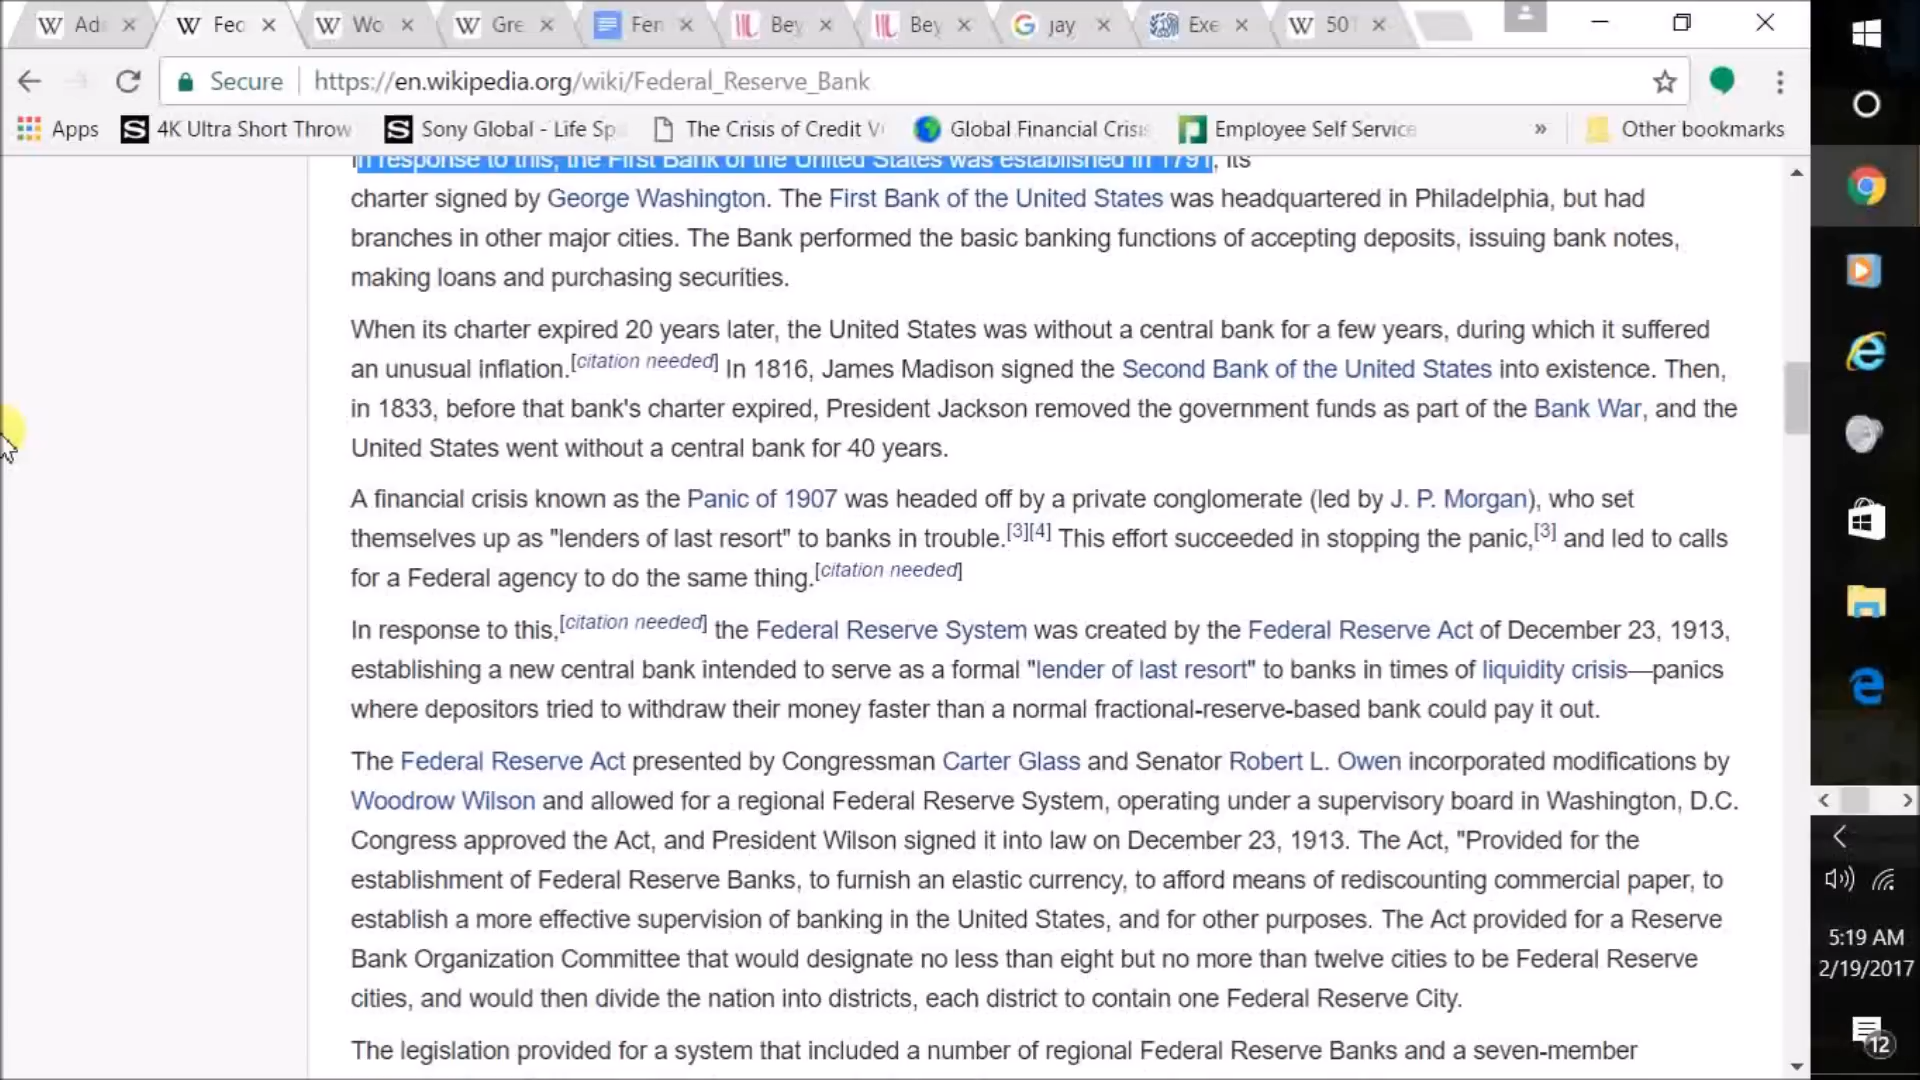 Ad
Fec
Wo
Gre
Fen
Bey
Bey
jay
Exe
50
Secure
https://en.wikipedia.org/wiki/Federal_Reserve_Bank
Apps
4K Ultra Short Throw
Sony Global - Life Sp
The Crisis of Credit Vi
Global Financial Crisis
Employee Self Service
»
Other bookmarks
In response to this, the First Bank of the United States was established in 1791, its
charter signed by George Washington. The First Bank of the United States was headquartered in Philadelphia, but had
branches in other major cities. The Bank performed the basic banking functions of accepting deposits, issuing bank notes,
making loans and purchasing securities.
When its charter expired 20 years later, the United States was without a central bank for a few years, during which it suffered
an unusual inflation.[citation needed] In 1816, James Madison signed the Second Bank of the United States into existence. Then,
in 1833, before that bank's charter expired, President Jackson removed the government funds as part of the Bank War, and the
United States went without a central bank for 40 years.
A financial crisis known as the Panic of 1907 was headed off by a private conglomerate (led by J. P. Morgan), who set
themselves up as "lenders of last resort" to banks in trouble.[3][4] This effort succeeded in stopping the panic,[3] and led to calls
for a Federal agency to do the same thing.[citation needed]
In response to this,[citation needed] the Federal Reserve System was created by the Federal Reserve Act of December 23, 1913,
establishing a new central bank intended to serve as a formal "lender of last resort" to banks in times of liquidity crisis—panics
where depositors tried to withdraw their money faster than a normal fractional-reserve-based bank could pay it out.
The Federal Reserve Act presented by Congressman Carter Glass and Senator Robert L. Owen incorporated modifications by
Woodrow Wilson and allowed for a regional Federal Reserve System, operating under a supervisory board in Washington, D.C.
Congress approved the Act, and President Wilson signed it into law on December 23, 1913. The Act, "Provided for the
establishment of Federal Reserve Banks, to furnish an elastic currency, to afford means of rediscounting commercial paper, to
establish a more effective supervision of banking in the United States, and for other purposes. The Act provided for a Reserve
Bank Organization Committee that would designate no less than eight but no more than twelve cities to be Federal Reserve
cities, and would then divide the nation into districts, each district to contain one Federal Reserve City.
The legislation provided for a system that included a number of regional Federal Reserve Banks and a seven-member
5:19 AM
2/19/2017
12